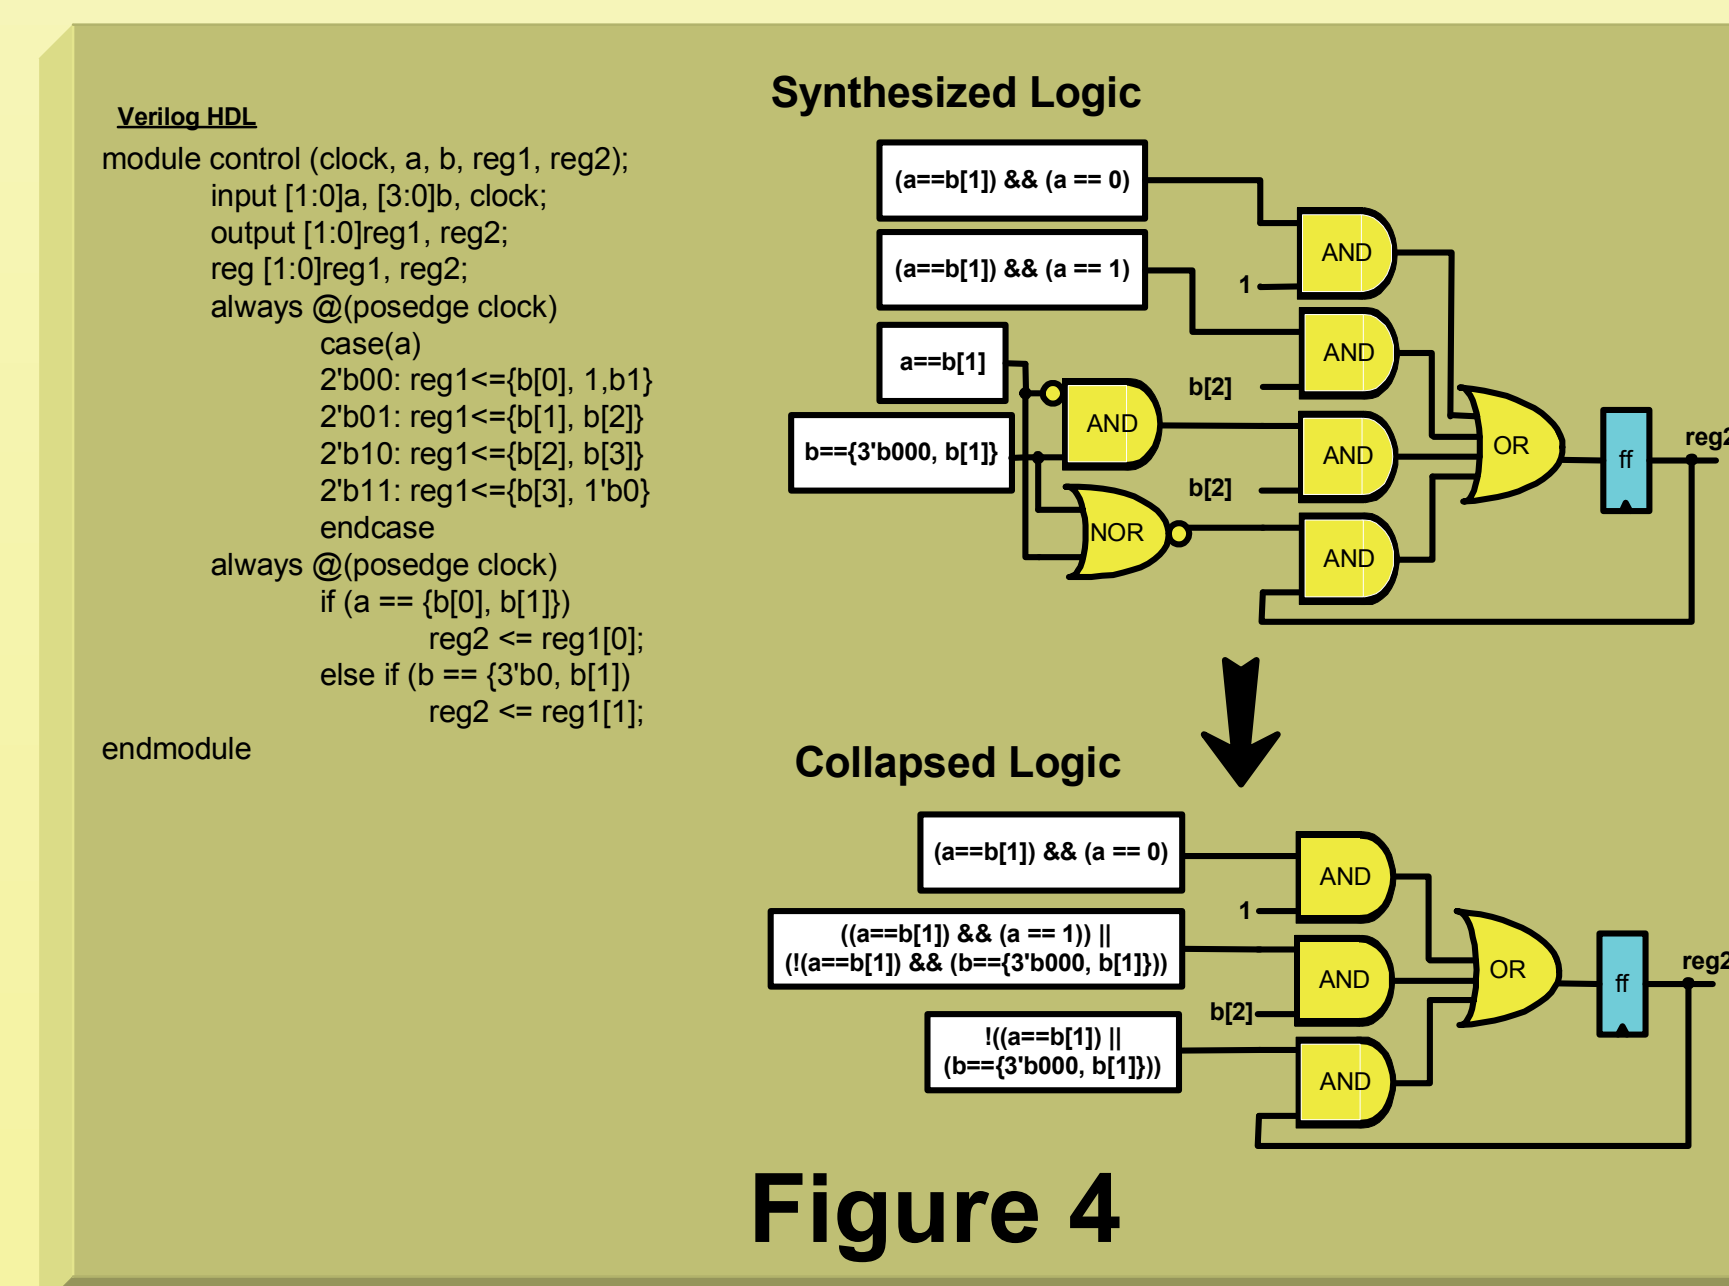 Verilog HDL
module control (clock, a, b, reg1, reg2);
input [1:0]a, [3:0]b, clock;
output [1:0]reg1, reg2;
reg [1:0]reg1, reg2;
always @(posedge clock)
case(a)
2'b00: reg1<={b[0], 1,b1}
2'b01: reg1<={b[1], b[2]}
2'b10: reg1<={b[2], b[3]}
2'b11: reg1<={b[3], 1'b0}
endcase
always @(posedge clock)
if (a == {b[0], b[1]})
reg2 <= reg1[0];
else if (b == {3'b0, b[1])
reg2 <= reg1[1];
endmodule
Synthesized Logic
(a==b[1]) && (a == 0)
AND
1
(a==b[1]) && (a == 1)
AND
b[2]
a==b[1]
AND
b=={3'b000, b[1]}
AND
b[2]
NOR
AND
OR
ff
reg2
Collapsed Logic
(a==b[1]) && (a == 0)
AND
1
((a==b[1]) && (a == 1)) ||
(!(a==b[1]) && (b=={3'b000, b[1]}))
AND
b[2]
!((a==b[1]) ||
(b=={3'b000, b[1]}))
AND
OR
ff
reg2
Figure 4